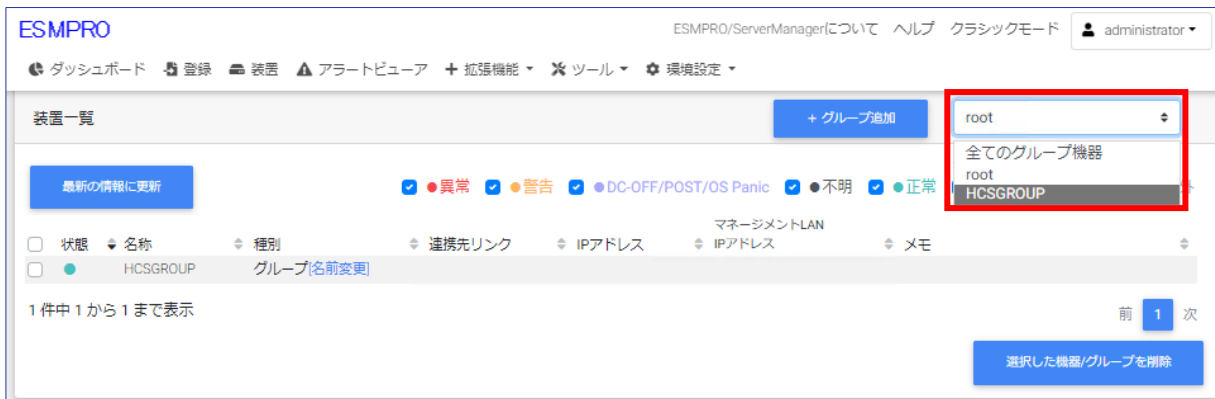 ESMPRO
ESMPRO/ServerManagerについて ヘルプ クラシックモード administrator
ダッシュボード 登録 装置 アラートビューア 拡張機能 ツール 環境設定
装置一覧
+ グループ追加
root
全てのグループ機器
root
HCSGROUP
最新の情報に更新
●異常 ●警告 ●DC-OFF/POST/OS Panic ●不明 ●正常
状態 名称 種別 連携先リンク IPアドレス マネージメントLAN
IPアドレス メモ
HCSGROUP グループ[名前変更]
1 件中 1 から 1 まで表示
前 1 次
選択した機器/グループを削除